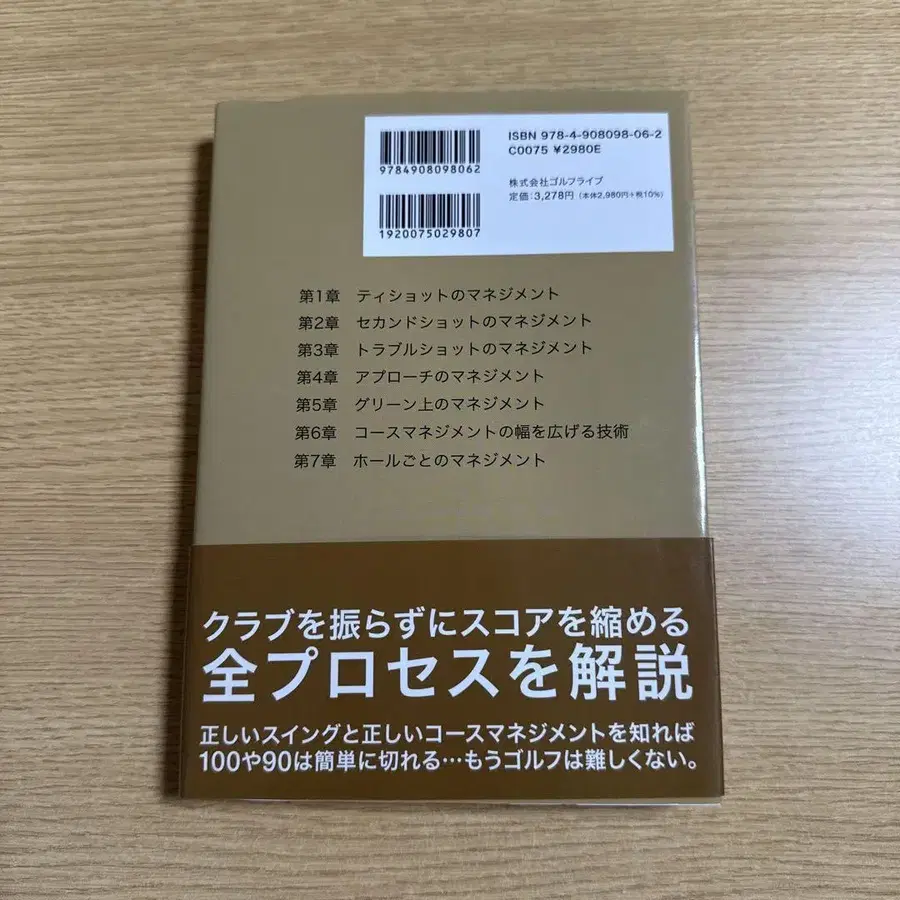 ISBN 978-4-908098-06-2
C0075 ¥2980E
9784908098062
株式会社ゴルフライブ
定価:3,278円(本体2,980円+税10%)
1920075029807
第1章 ティショットのマネジメント
第2章 セカンドショットのマネジメント
第3章 トラブルショットのマネジメント
第4章 アプローチのマネジメント
第5章 グリーン上のマネジメント
第6章 コースマネジメントの幅を広げる技術
第7章 ホールごとのマネジメント
クラブを振らずにスコアを縮める
全プロセスを解説
正しいスイングと正しいコースマネジメントを知れば
100や90は簡単に切れる…もうゴルフは難しくない。